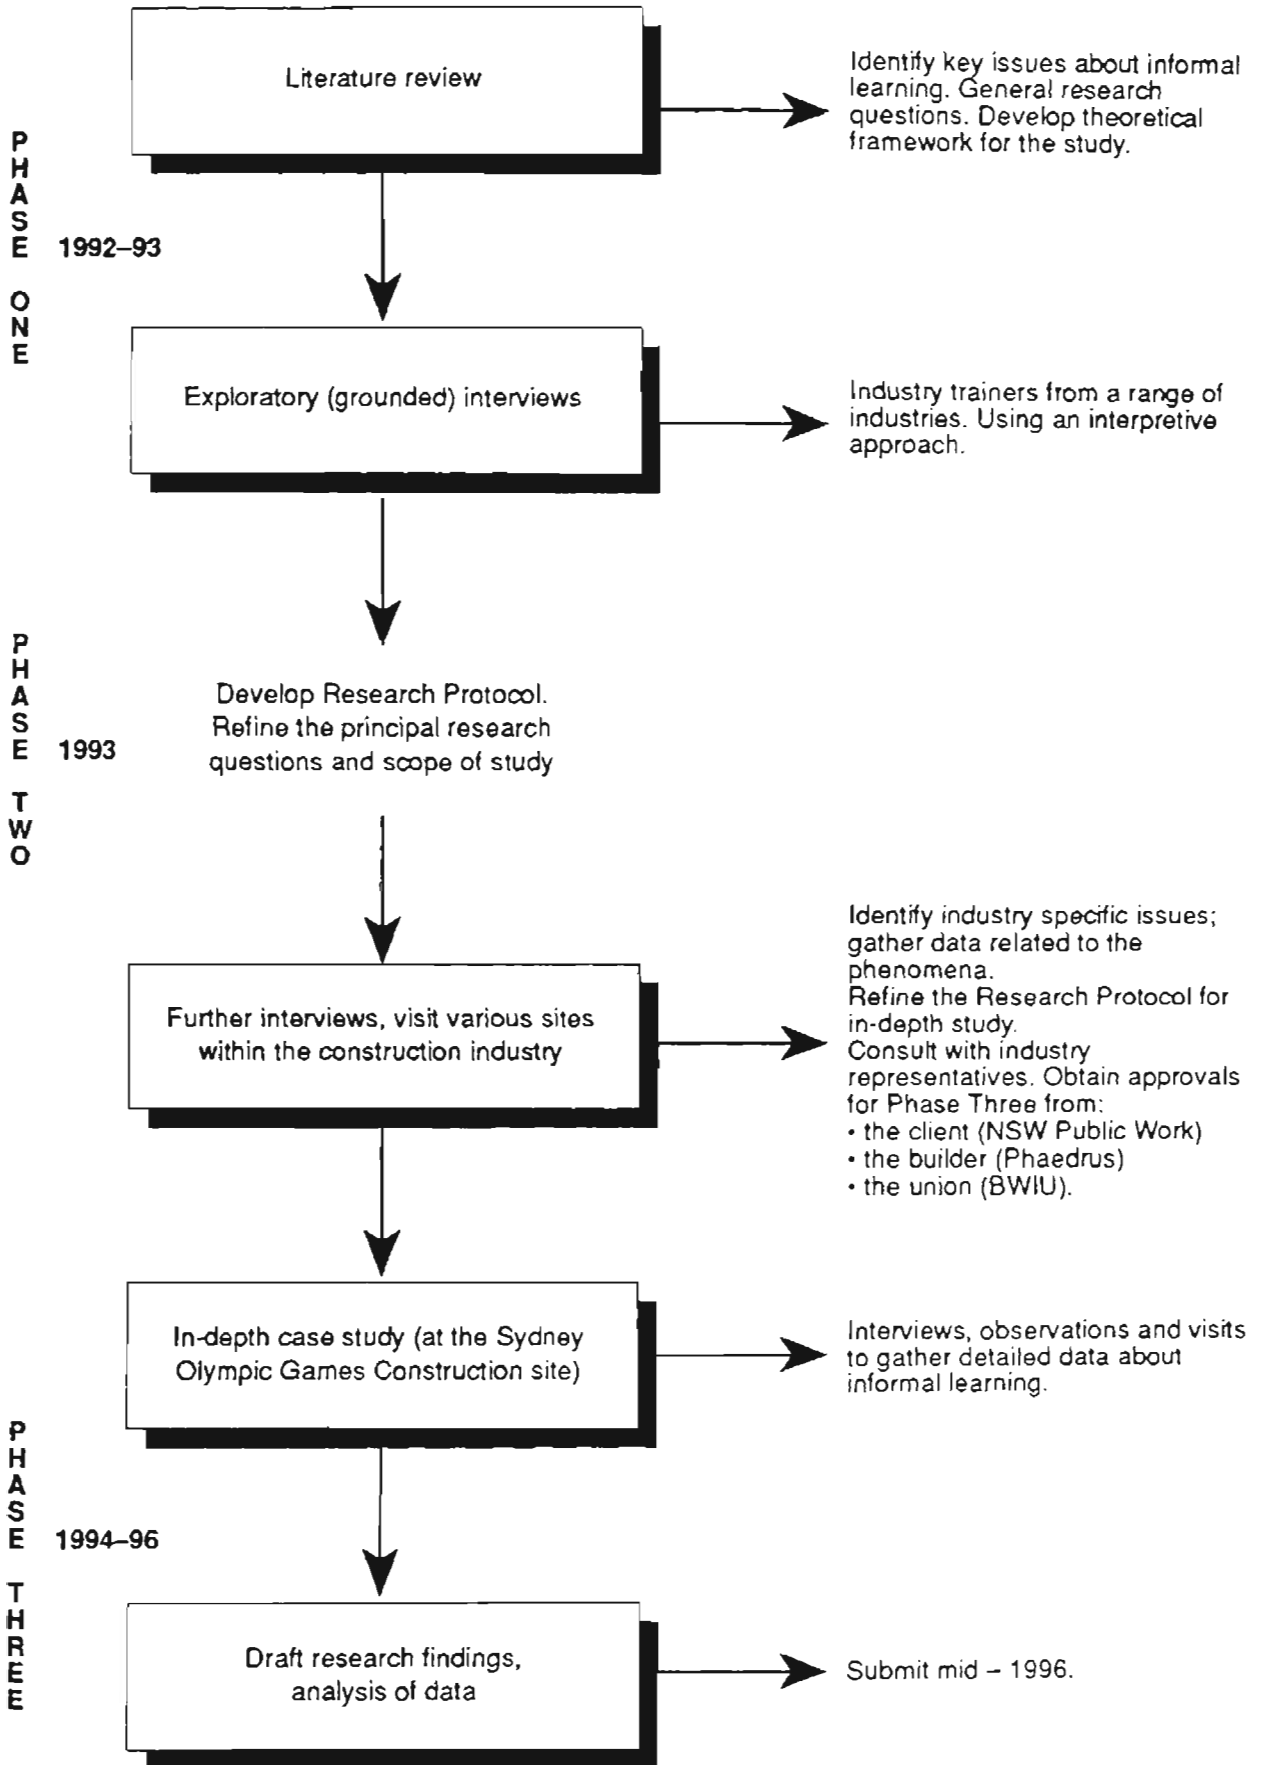 Literature review
Identify key issues about informal
learning. General research
questions. Develop theoretical
framework for the study.
PHASE ONE
1992–93
Exploratory (grounded) interviews
Industry trainers from a range of
industries. Using an interpretive
approach.
PHASE TWO
1993
Develop Research Protocol.
Refine the principal research
questions and scope of study
Further interviews, visit various sites
within the construction industry
Identify industry specific issues;
gather data related to the
phenomena.
Refine the Research Protocol for
in-depth study.
Consult with industry
representatives. Obtain approvals
for Phase Three from:
• the client (NSW Public Work)
• the builder (Phaedrus)
• the union (BWIU).
In-depth case study (at the Sydney
Olympic Games Construction site)
Interviews, observations and visits
to gather detailed data about
informal learning.
PHASE THREE
1994–96
Draft research findings,
analysis of data
Submit mid – 1996.